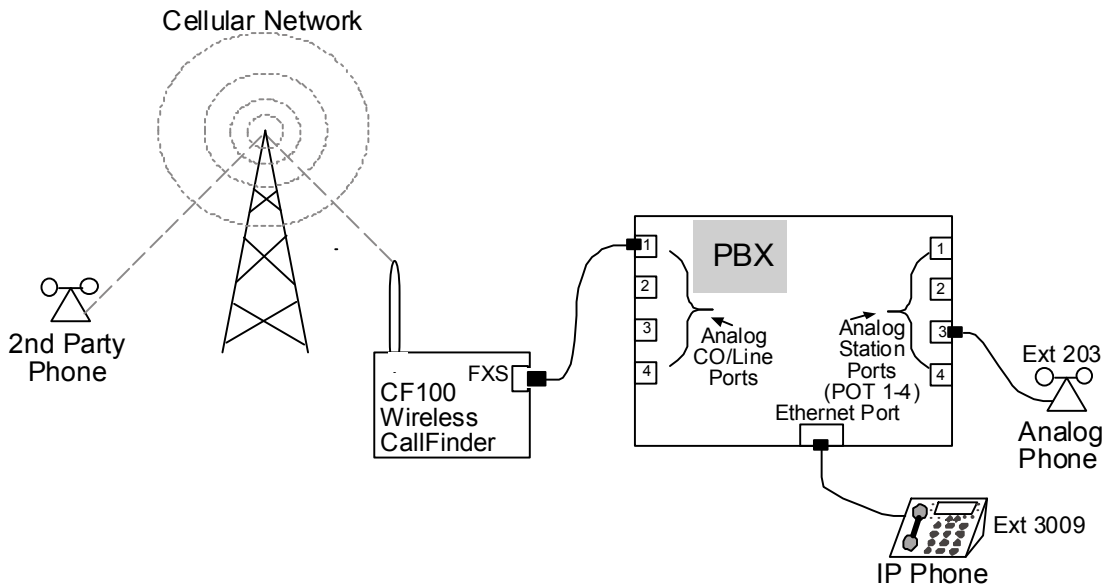 Cellular Network
2nd Party
Phone
FXS
CF100
Wireless
CallFinder
PBX
1
2
3
4
Analog
CO/Line
Ports
1
2
3
4
Analog
Station
Ports
(POT 1-4)
Ethernet Port
Ext 203
Analog
Phone
Ext 3009
IP Phone